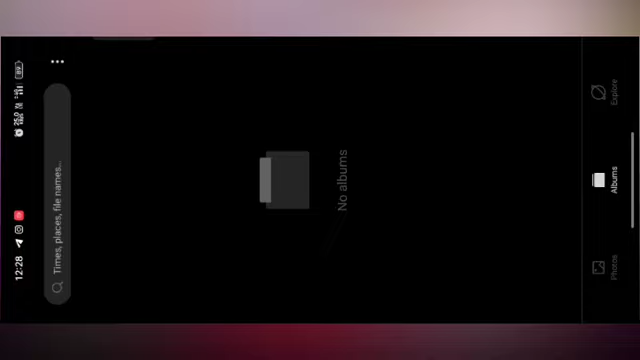 12:28
Times, places, file names...
No albums
Photos
Albums
Explore